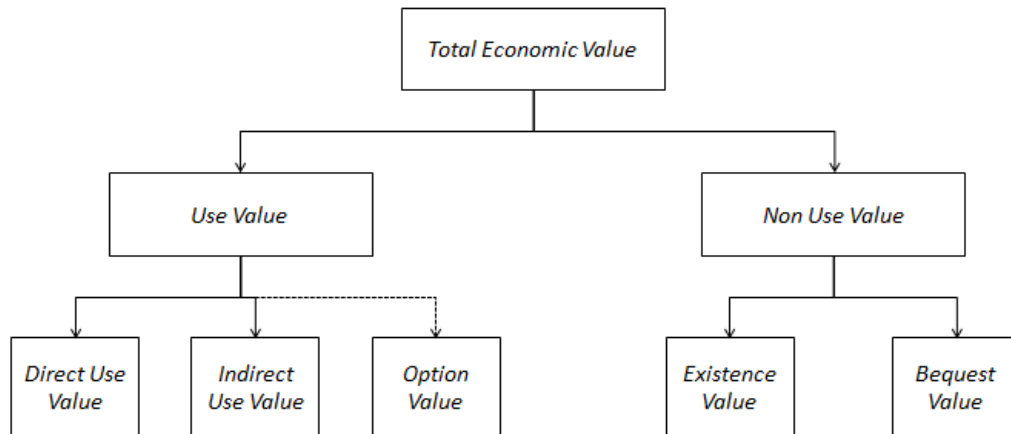 Total Economic Value
Use Value
Non Use Value
Direct Use
Value
Indirect
Use Value
Option
Value
Existence
Value
Bequest
Value